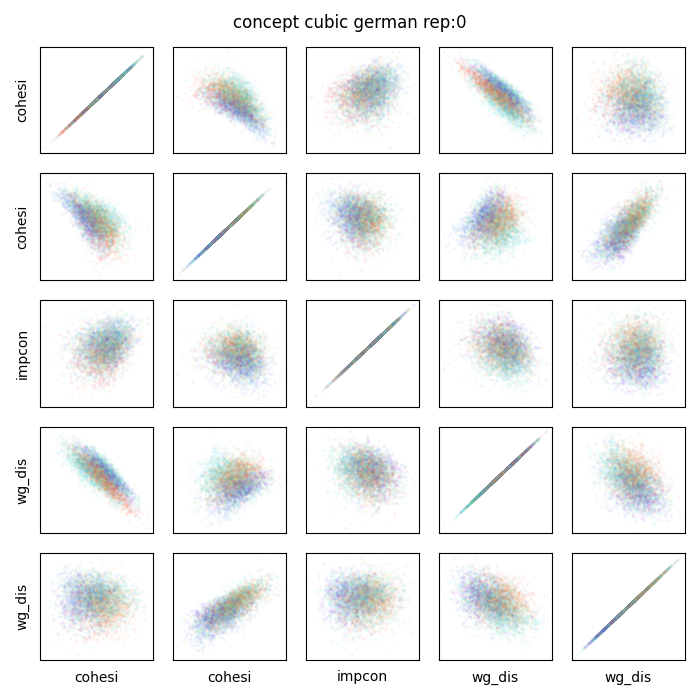 concept cubic german rep:0
cohesi
cohesi
impcon
wg_dis
wg_dis
cohesi cohesi impcon wg_dis wg_dis